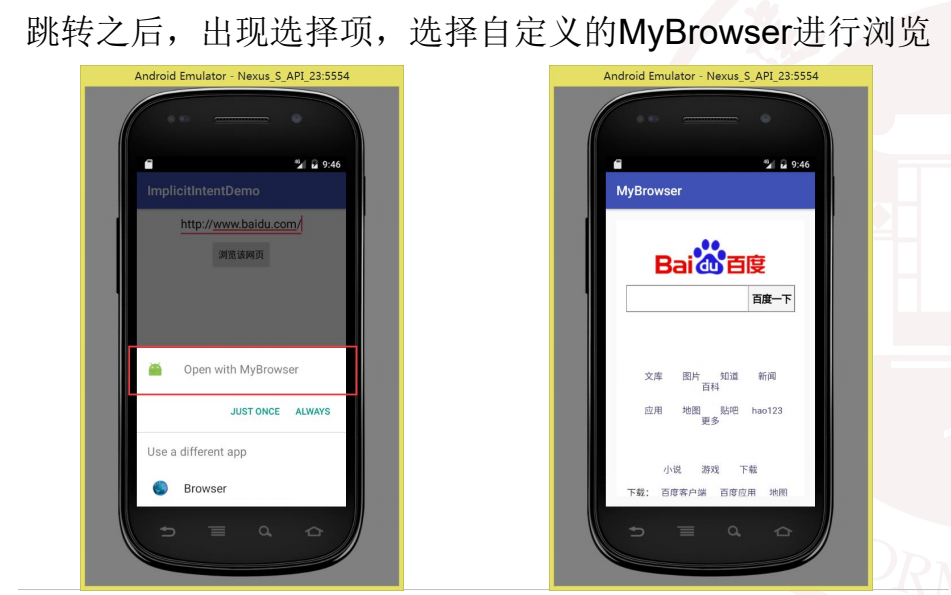 跳转之后，出现选择项，选择自定义的MyBrowser进行浏览
Android Emulator - Nexus_S_API_23:5554
9:46
ImplicitIntentDemo
http://www.baidu.com/
浏览该网页
Open with MyBrowser
JUST ONCE ALWAYS
Use a different app
Browser
Android Emulator - Nexus_S_API_23:5554
9:46
MyBrowser
Bai du 百度
百度一下
文库 图片 知道 新闻
百科
应用 地图 贴吧 hao123
更多
小说 游戏 下载
下载： 百度客户端 百度应用 地图